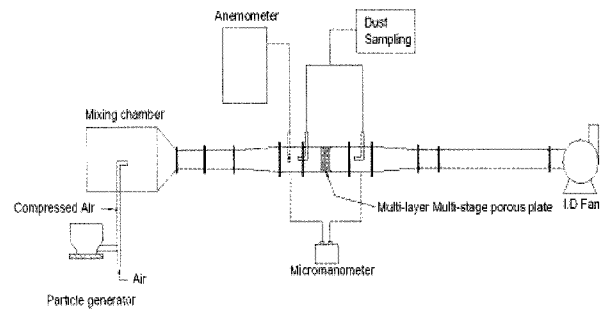 Anemometer
Dust
Sampling
Mixing chamber
Compressed Air
Multi-layer Multi-stage porous plate
I.D Fan
Micromanometer
Air
Particle generator